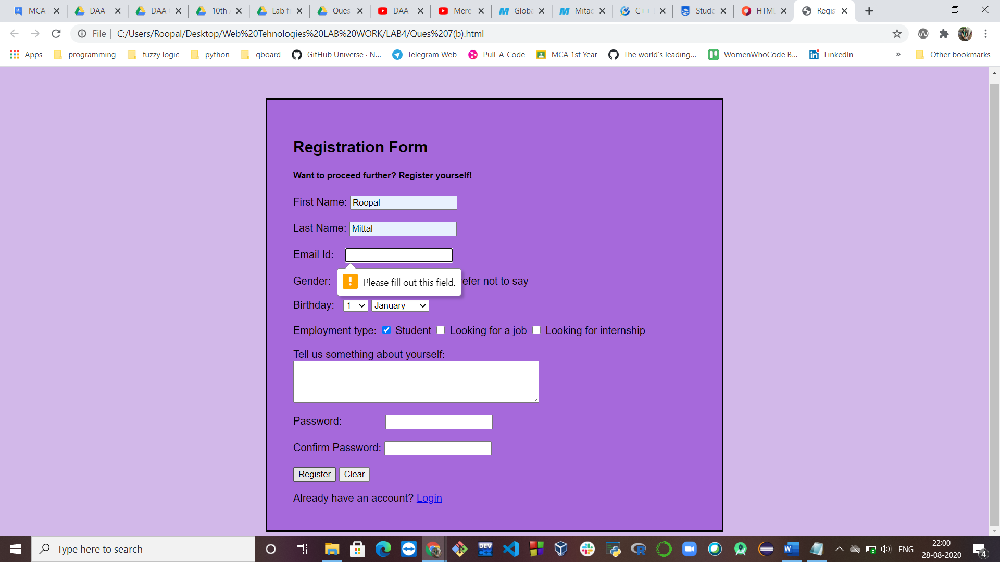 MCA
DAA -
DAA
10th
Lab fi
Ques
DAA
Mere
Globa
Mitac
C++
Stude
HTML
Regis
File
C:/Users/Roopal/Desktop/Web%20Tehnologies%20LAB%20WORK/LAB4/Ques%207(b).html
Apps
programming
fuzzy logic
python
qboard
GitHub Universe · N...
Telegram Web
Pull-A-Code
MCA 1st Year
The world's leading...
WomenWhoCode B...
LinkedIn
»
Other bookmarks
Registration Form
Want to proceed further? Register yourself!
First Name: Roopal
Last Name: Mittal
Email Id:
Please fill out this field.
Gender: refer not to say
Birthday: 1 January
Employment type: Student Looking for a job Looking for internship
Tell us something about yourself:
Password:
Confirm Password:
Register Clear
Already have an account? Login
Type here to search
DEV
C++
ENG
22:00
28-08-2020
4